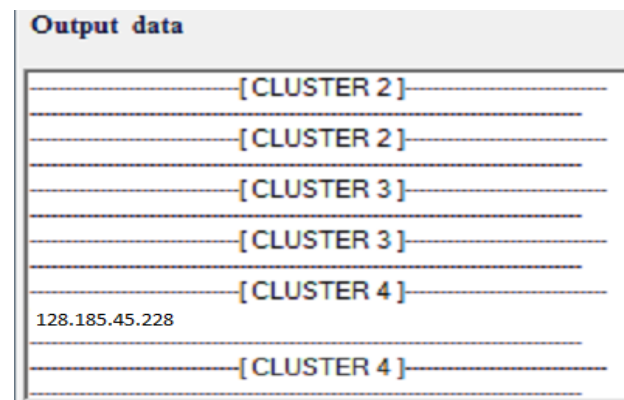 Output data
[ CLUSTER 2 ]
[ CLUSTER 2 ]
[ CLUSTER 3 ]
[ CLUSTER 3 ]
[ CLUSTER 4 ]
128.185.45.228
[ CLUSTER 4 ]